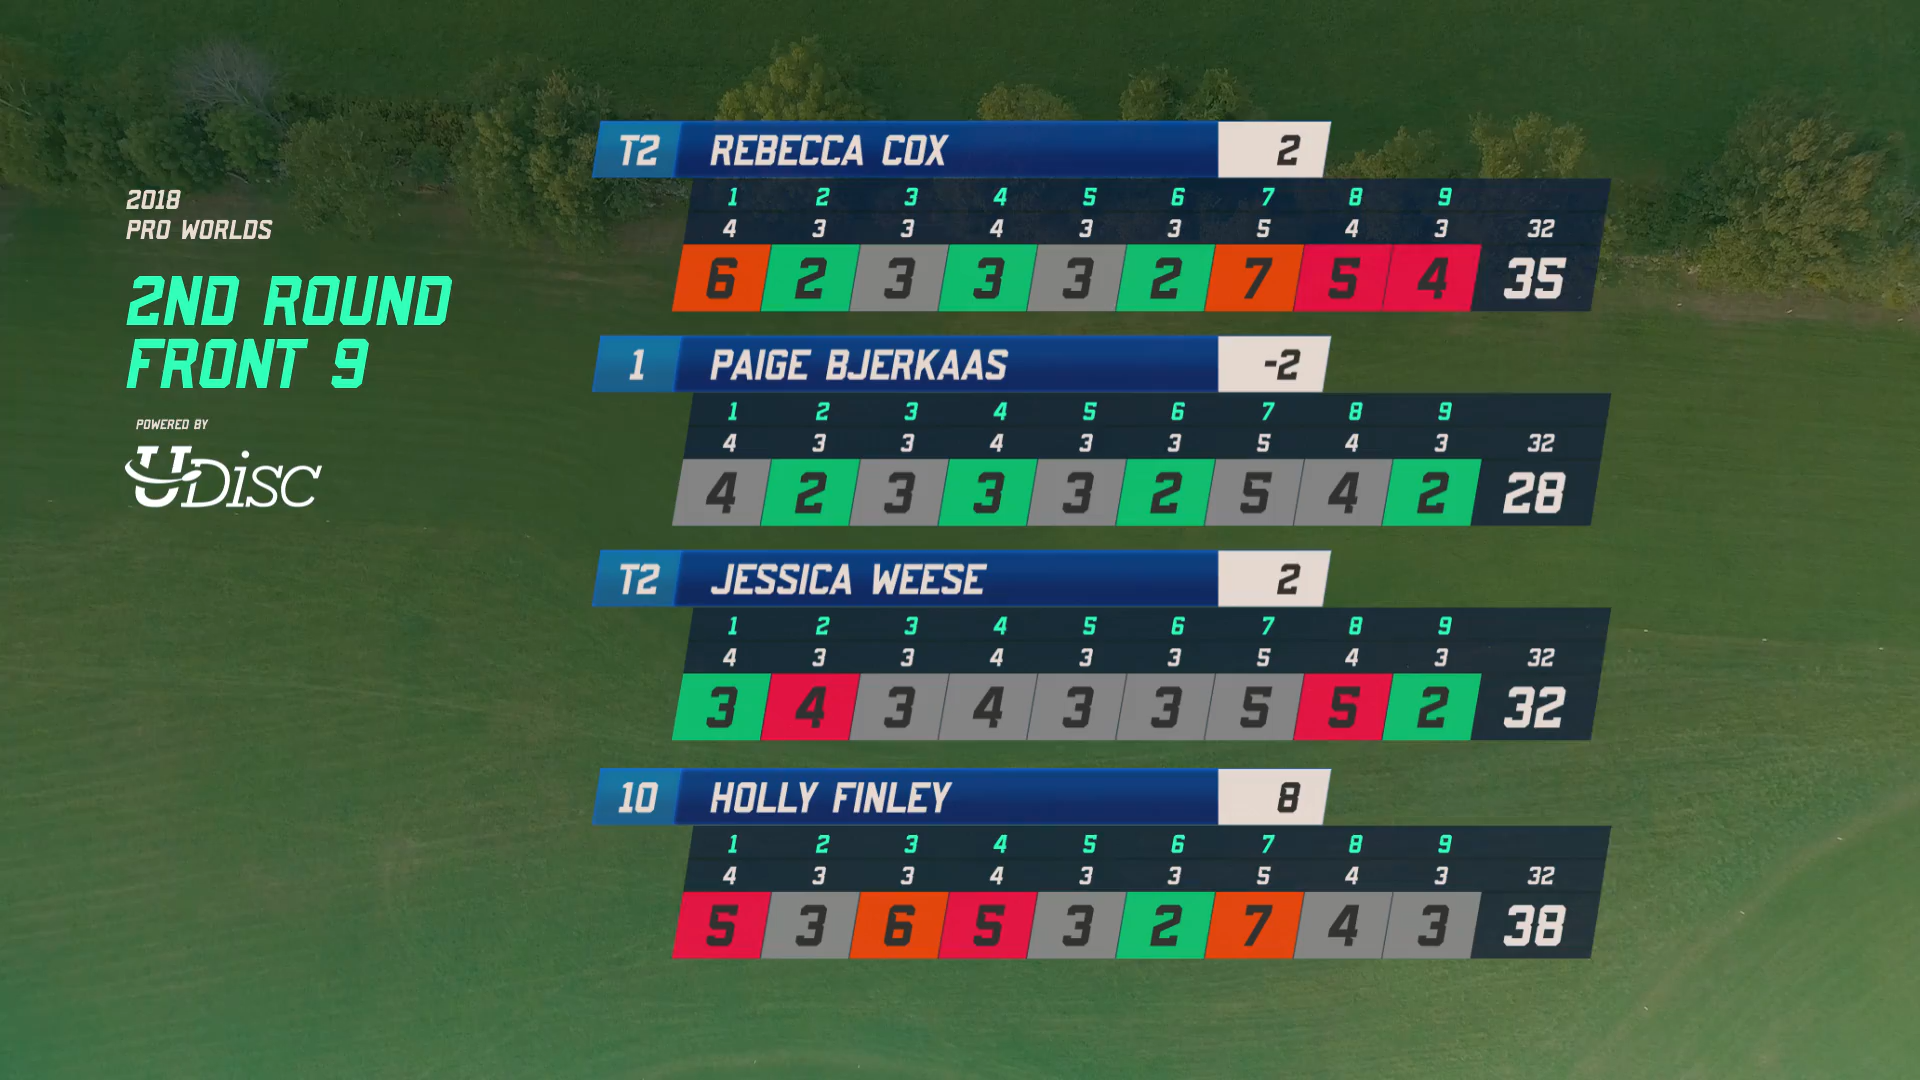 2018
PRO WORLDS
2ND ROUND
FRONT 9
POWERED BY
UDisc
T2 REBECCA COX 2
1 2 3 4 5 6 7 8 9
4 3 3 4 3 3 5 4 3 32
6 2 3 3 3 2 7 5 4 35
1 PAIGE BJERKAAS -2
1 2 3 4 5 6 7 8 9
4 3 3 4 3 3 5 4 3 32
4 2 3 3 3 2 5 4 2 28
T2 JESSICA WEESE 2
1 2 3 4 5 6 7 8 9
4 3 3 4 3 3 5 4 3 32
3 4 3 4 3 3 5 5 2 32
10 HOLLY FINLEY 8
1 2 3 4 5 6 7 8 9
4 3 3 4 3 3 5 4 3 32
5 3 6 5 3 2 7 4 3 38